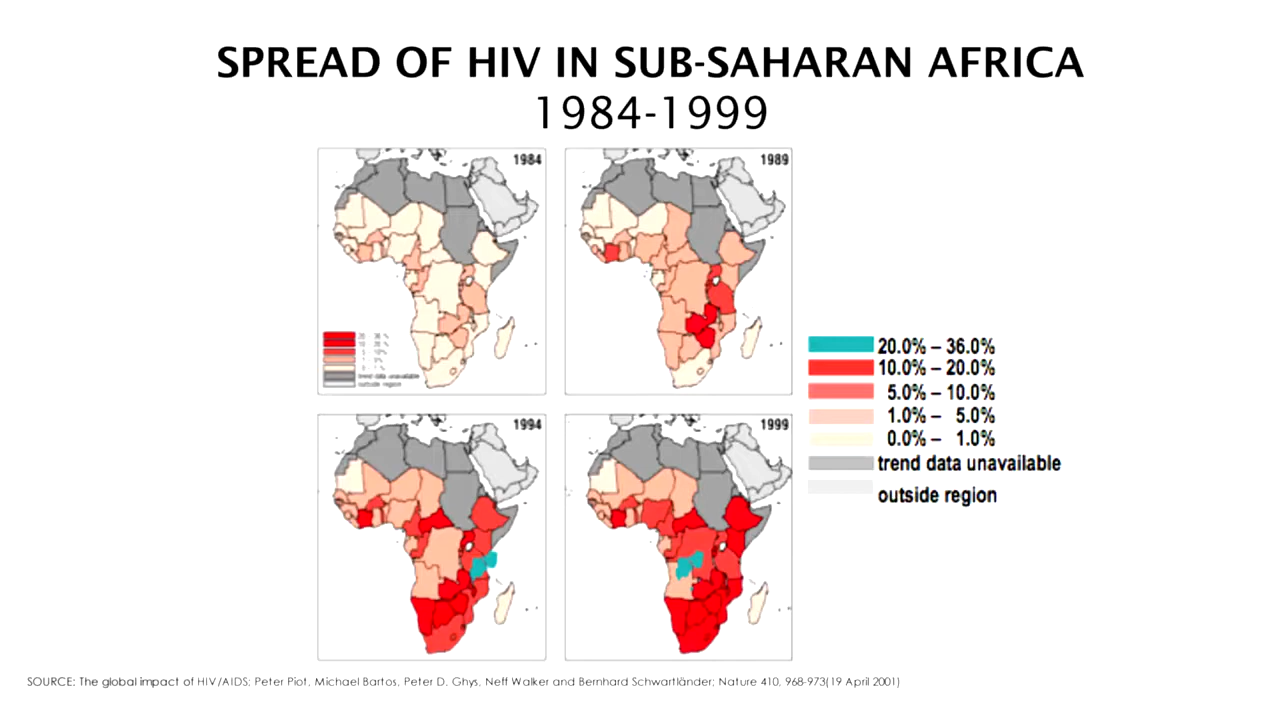 SPREAD OF HIV IN SUB-SAHARAN AFRICA
1984-1999
1984
1989
trend data unavailable
outside region
1994
1999
20.0% – 36.0%
10.0% – 20.0%
5.0% – 10.0%
1.0% – 5.0%
0.0% – 1.0%
trend data unavailable
outside region
SOURCE: The global impact of HIV/AIDS; Peter Piot, Michael Bartos, Peter D. Ghys, Neff Walker and Bernhard Schwartländer; Nature 410, 968-973(19 April 2001)